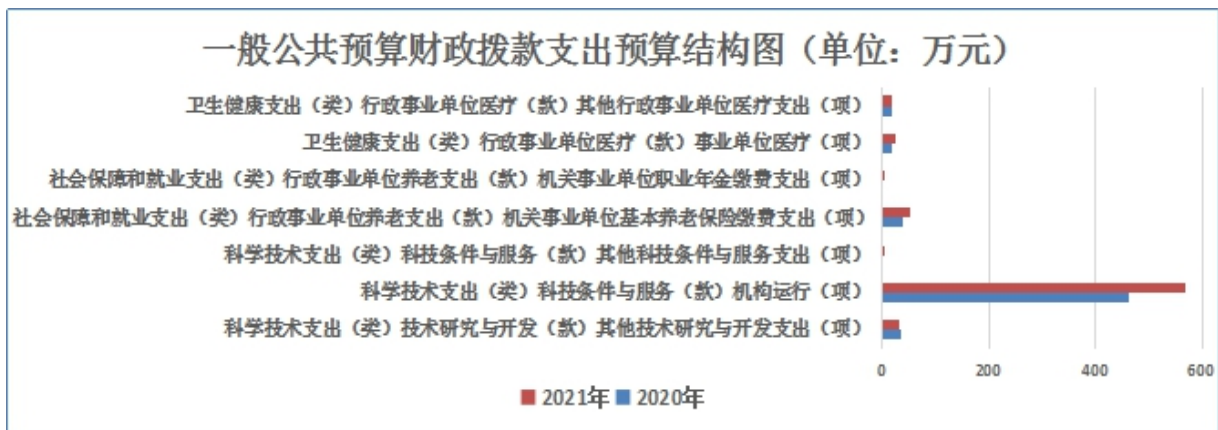 一般公共预算财政拨款支出预算结构图（单位：万元）
卫生健康支出（类）行政事业单位医疗（款）其他行政事业单位医疗支出（项）
卫生健康支出（类）行政事业单位医疗（款）事业单位医疗（项）
社会保障和就业支出（类）行政事业单位养老支出（款）机关事业单位职业年金缴费支出（项）
社会保障和就业支出（类）行政事业单位养老支出（款）机关事业单位基本养老保险缴费支出（项）
科学技术支出（类）科技条件与服务（款）其他科技条件与服务支出（项）
科学技术支出（类）科技条件与服务（款）机构运行（项）
科学技术支出（类）技术研究与开发（款）其他技术研究与开发支出（项）
0 200 400 600
2021年 2020年